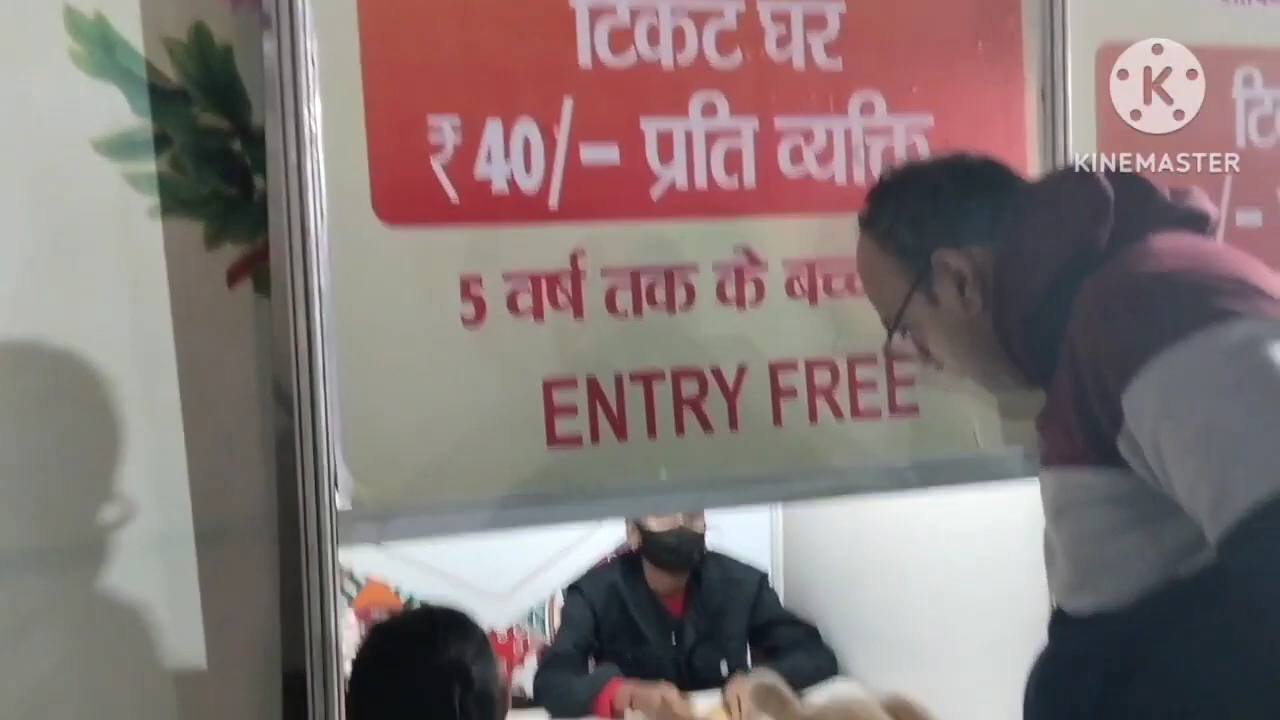 टिकट घर
₹ 40/- प्रति व्यक्ति
5 वर्ष तक के
ENTRY FREE
KINEMASTER